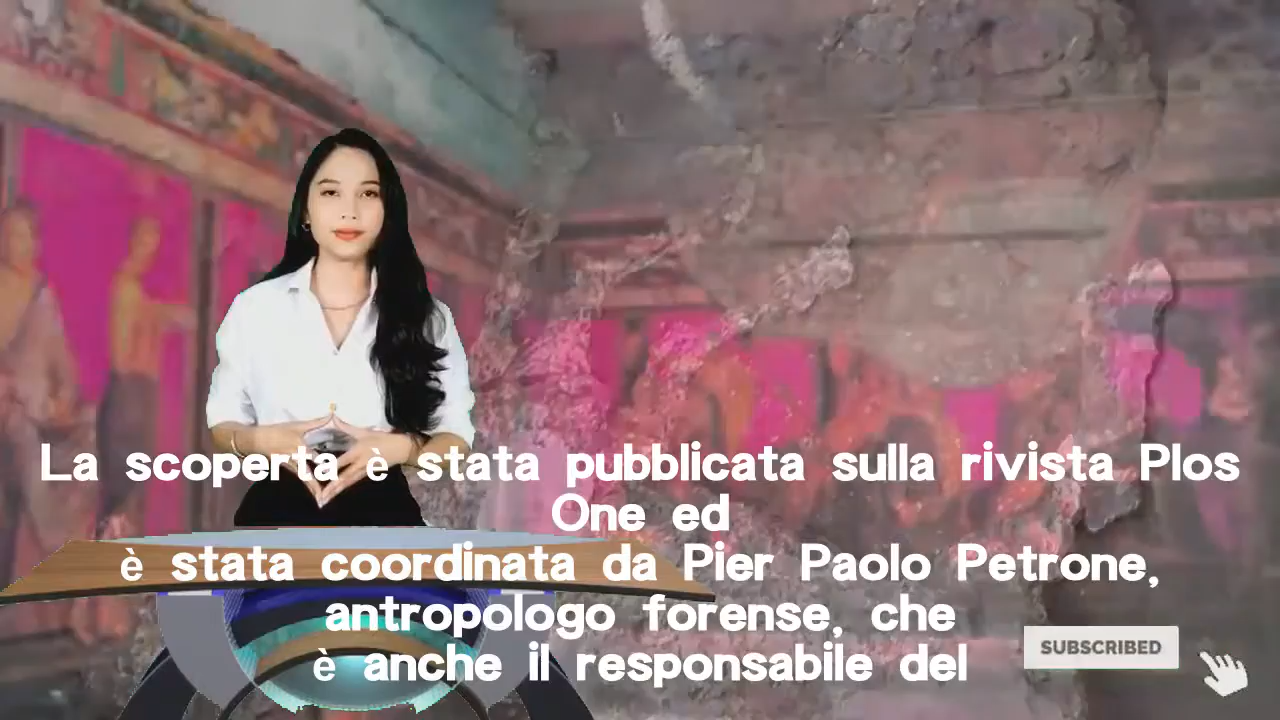 La scoperta è stata pubblicata sulla rivista Plos
One ed
è stata coordinata da Pier Paolo Petrone,
antropologo forense, che
è anche il responsabile del
SUBSCRIBED